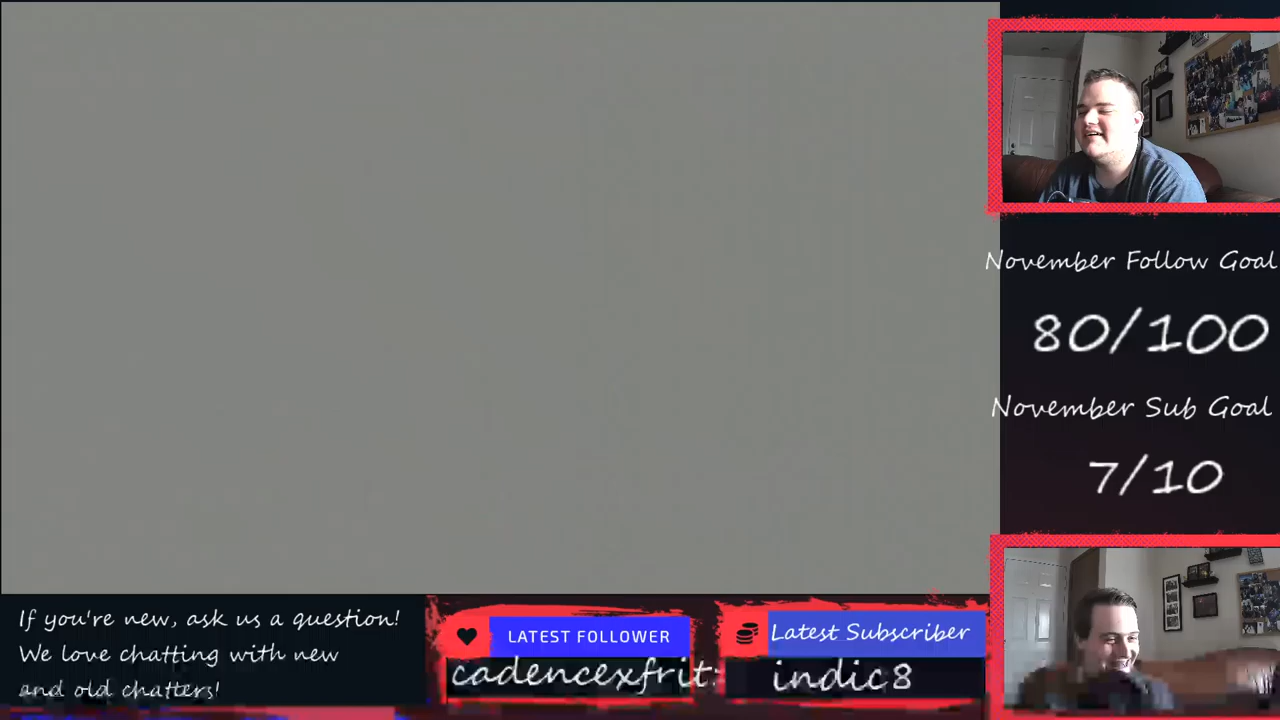 November Follow Goal
80/100
November Sub Goal
7/10
If you're new, ask us a question!
We love chatting with new
and old chatters!
LATEST FOLLOWER
cadencexfrit
Latest Subscriber
indic8